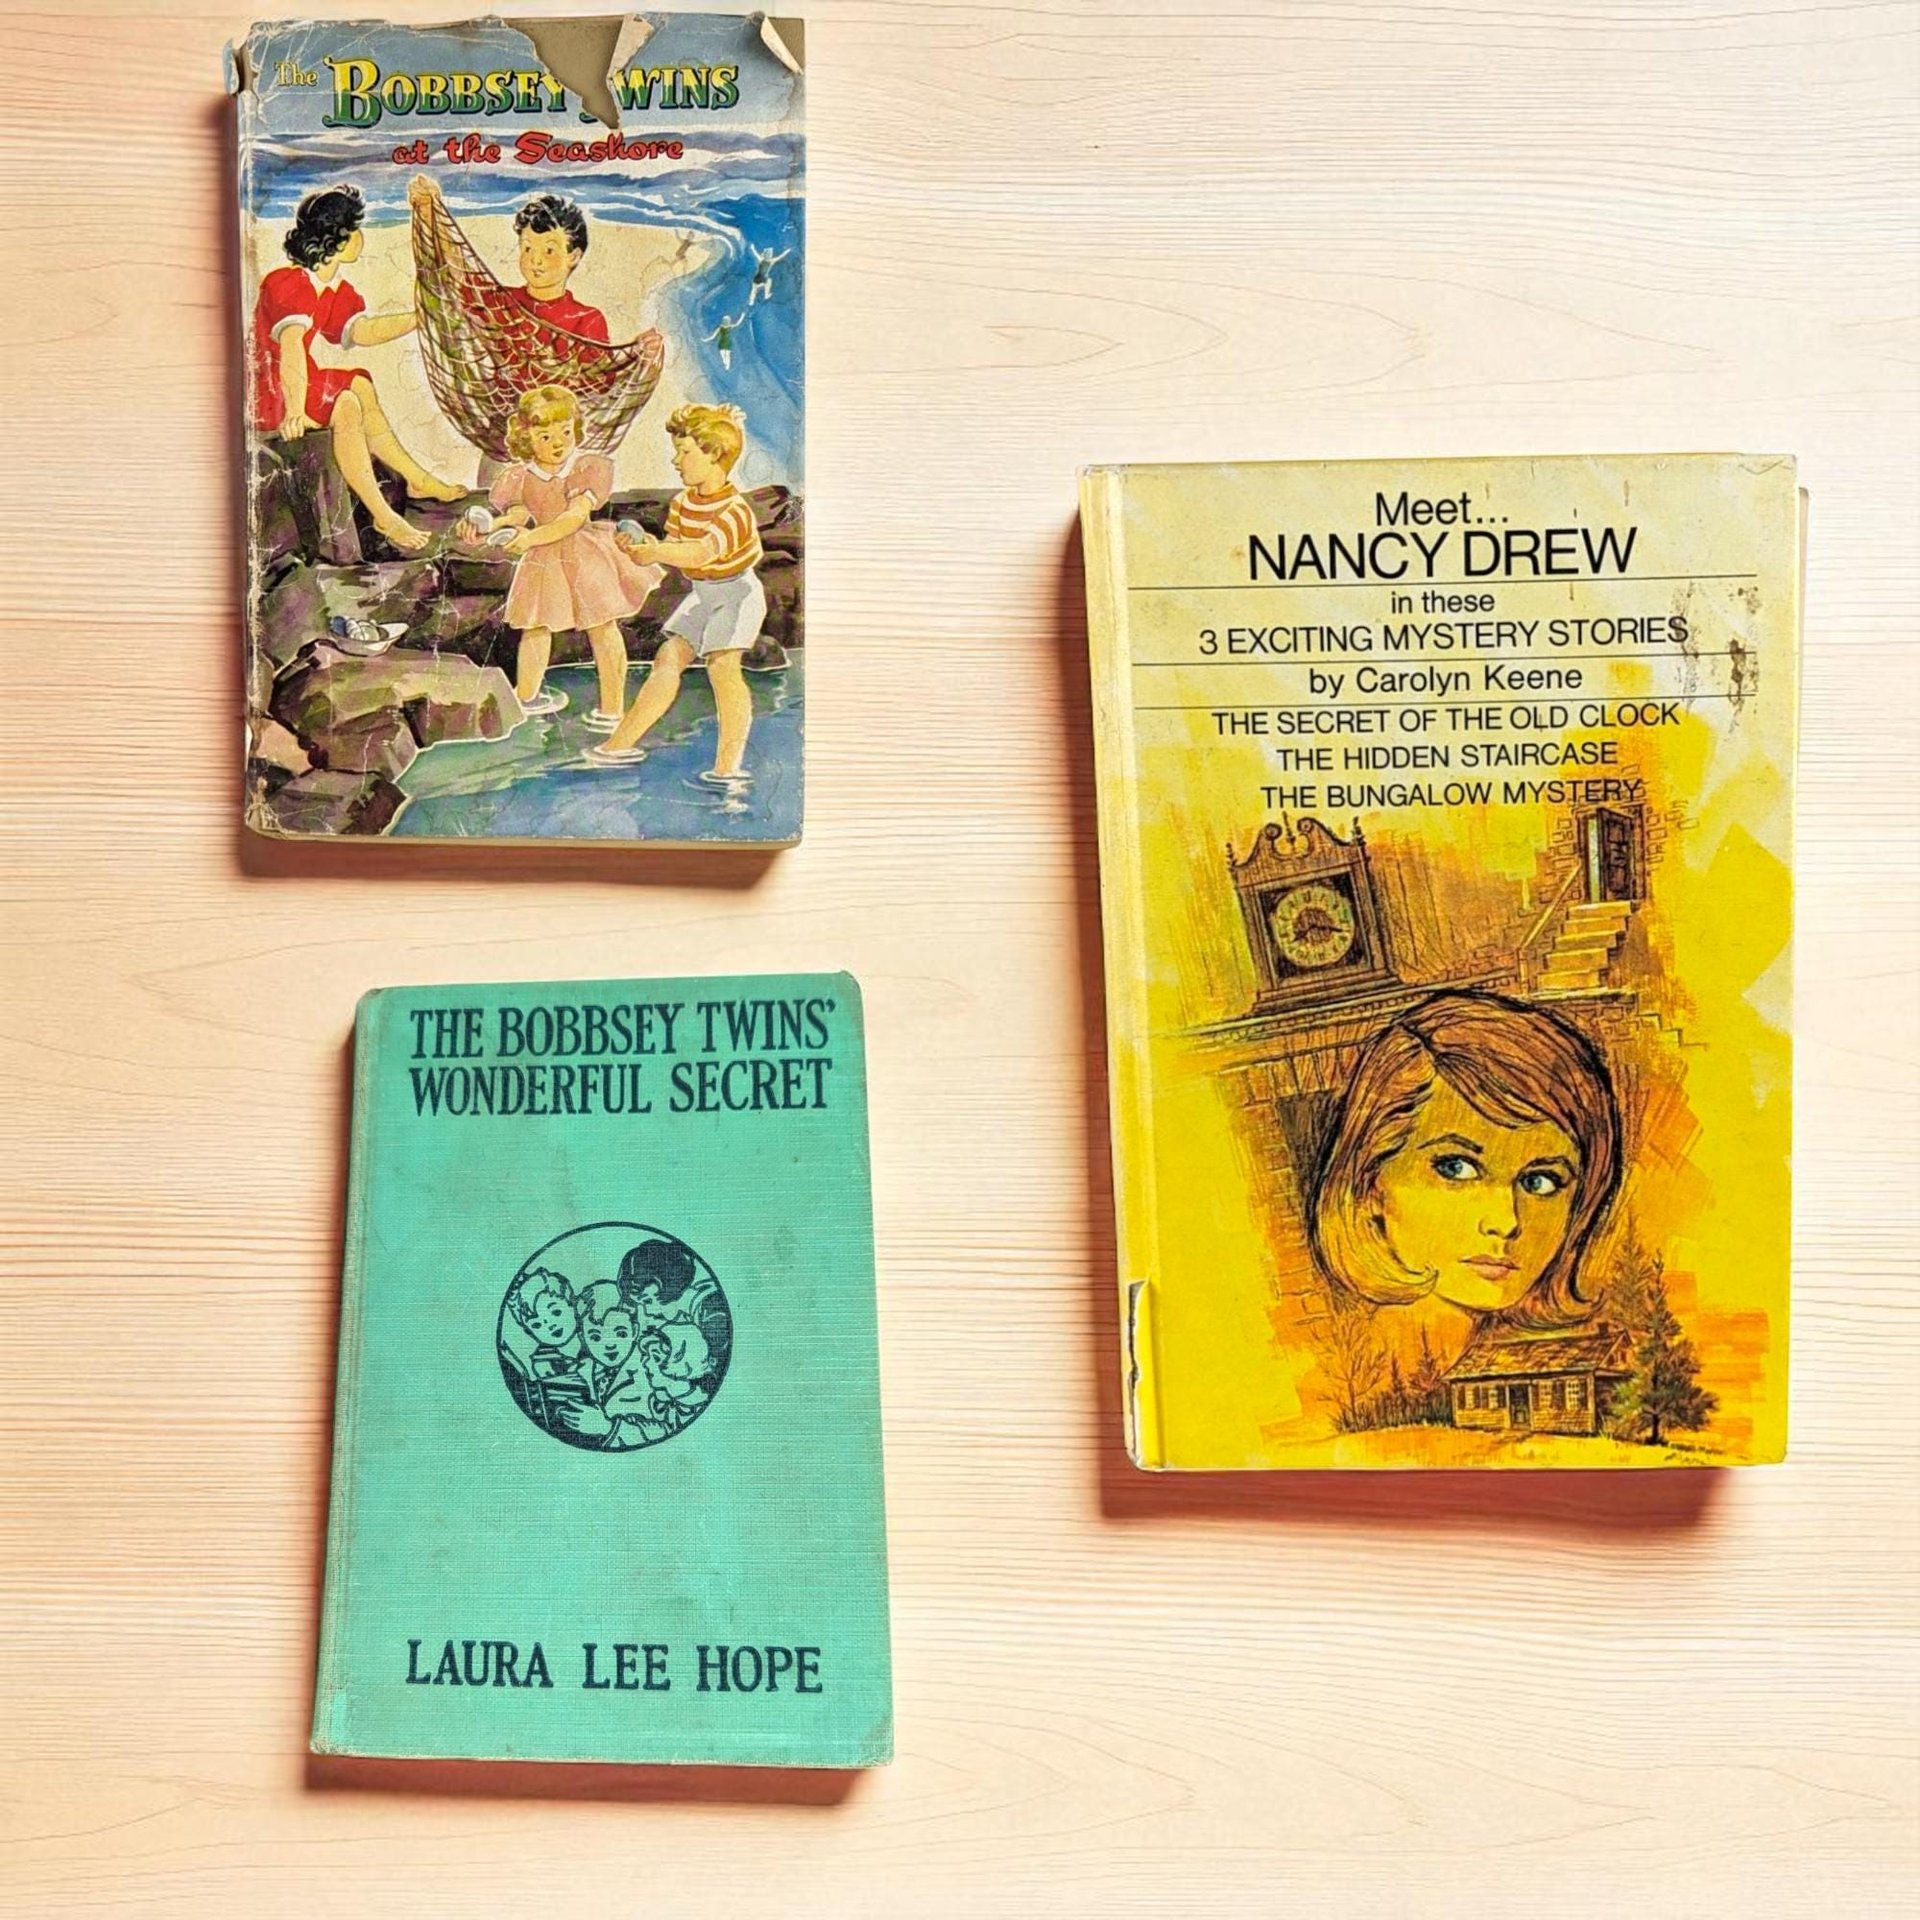 The BOBBSEY TWINS
at the Seashore
THE BOBBSEY TWINS'
WONDERFUL SECRET
LAURA LEE HOPE
Meet...
NANCY DREW
in these
3 EXCITING MYSTERY STORIES
by Carolyn Keene
THE SECRET OF THE OLD CLOCK
THE HIDDEN STAIRCASE
THE BUNGALOW MYSTERY